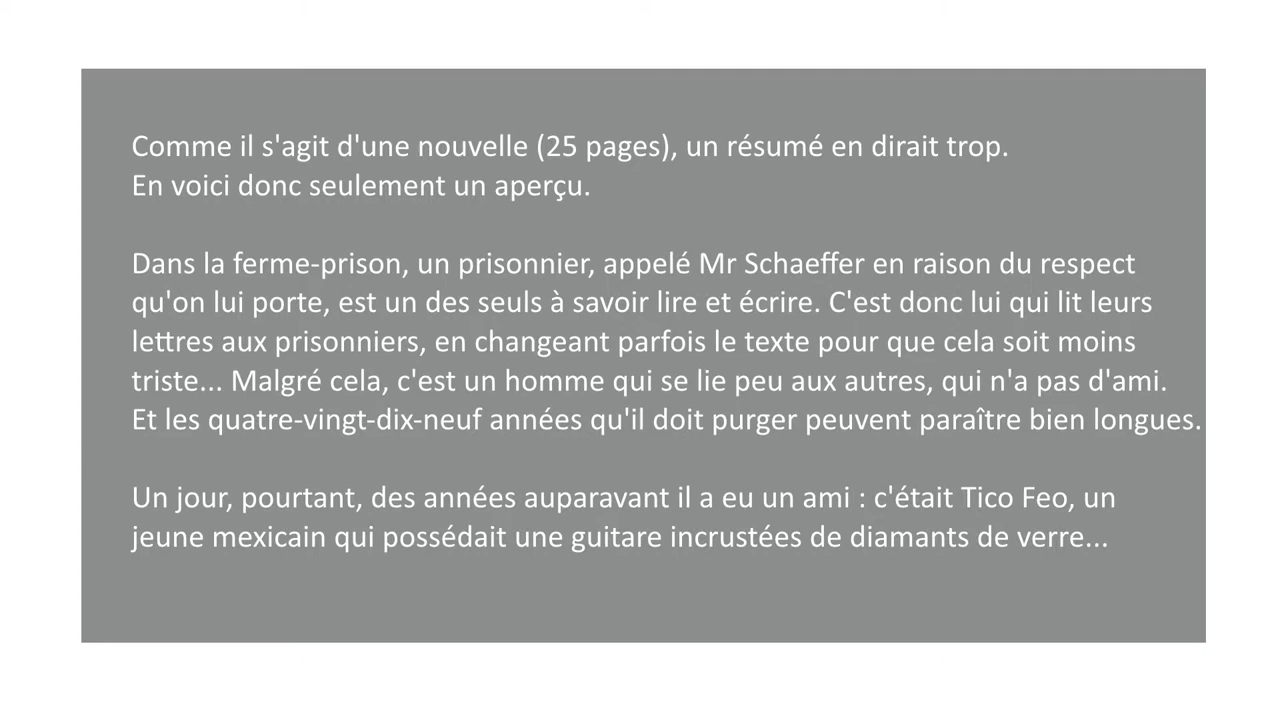 Comme il s'agit d'une nouvelle (25 pages), un résumé en dirait trop.
En voici donc seulement un aperçu.
Dans la ferme-prison, un prisonnier, appelé Mr Schaeffer en raison du respect
qu'on lui porte, est un des seuls à savoir lire et écrire. C'est donc lui qui lit leurs
lettres aux prisonniers, en changeant parfois le texte pour que cela soit moins
triste... Malgré cela, c'est un homme qui se lie peu aux autres, qui n'a pas d'ami.
Et les quatre-vingt-dix-neuf années qu'il doit purger peuvent paraître bien longues.
Un jour, pourtant, des années auparavant il a eu un ami : c'était Tico Feo, un
jeune mexicain qui possédait une guitare incrustées de diamants de verre...